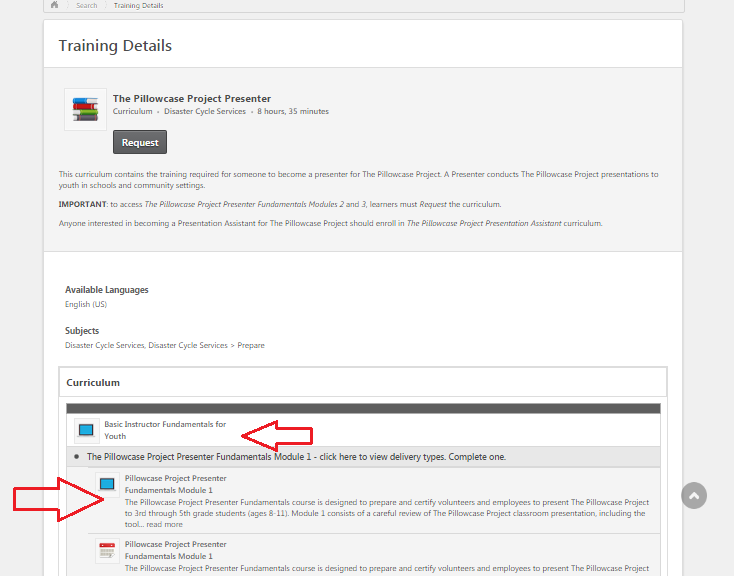 Search Training Details
Training Details
The Pillowcase Project Presenter
Curriculum • Disaster Cycle Services • 8 hours, 35 minutes
Request
This curriculum contains the training required for someone to become a presenter for The Pillowcase Project. A Presenter conducts The Pillowcase Project presentations to
youth in schools and community settings.
IMPORTANT: to access The Pillowcase Project Presenter Fundamentals Modules 2 and 3, learners must Request the curriculum.
Anyone interested in becoming a Presentation Assistant for The Pillowcase Project should enroll in The Pillowcase Project Presentation Assistant curriculum.
Available Languages
English (US)
Subjects
Disaster Cycle Services, Disaster Cycle Services > Prepare
Curriculum
Basic Instructor Fundamentals for
Youth
• The Pillowcase Project Presenter Fundamentals Module 1 - click here to view delivery types. Complete one.
Pillowcase Project Presenter
Fundamentals Module 1
The Pillowcase Project Presenter Fundamentals course is designed to prepare and certify volunteers and employees to present The Pillowcase Project
to 3rd through 5th grade students (ages 8-11). Module 1 consists of a careful review of The Pillowcase Project classroom presentation, including the
tool... read more
Pillowcase Project Presenter
Fundamentals Module 1
The Pillowcase Project Presenter Fundamentals course is designed to prepare and certify volunteers and employees to present The Pillowcase Project